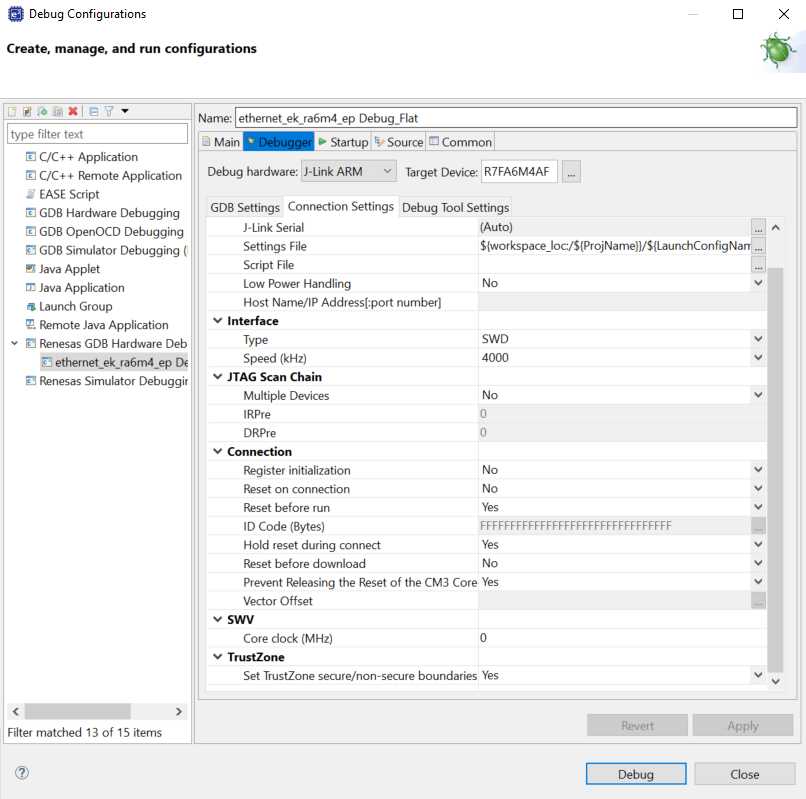 Debug Configurations
Create, manage, and run configurations
type filter text
C/C++ Application
C/C++ Remote Application
EASE Script
GDB Hardware Debugging
GDB OpenOCD Debugging
GDB Simulator Debugging (
Java Applet
Java Application
Launch Group
Remote Java Application
Renesas GDB Hardware Deb
ethernet_ek_ra6m4_ep De
Renesas Simulator Debuggir
Filter matched 13 of 15 items
Name: ethernet_ek_ra6m4_ep Debug_Flat
Main Debugger Startup Source Common
Debug hardware: J-Link ARM Target Device: R7FA6M4AF ...
GDB Settings Connection Settings Debug Tool Settings
J-Link Serial (Auto) ...
Settings File ${workspace_loc:/${ProjName}}/${LaunchConfigNam ...
Script File ...
Low Power Handling No
Host Name/IP Address[:port number]
Interface
Type SWD
Speed (kHz) 4000
JTAG Scan Chain
Multiple Devices No
IRPre 0
DRPre 0
Connection
Register initialization No
Reset on connection No
Reset before run Yes
ID Code (Bytes) FFFFFFFFFFFFFFFFFFFFFFFFFFFFFFFF ...
Hold reset during connect Yes
Reset before download No
Prevent Releasing the Reset of the CM3 Core Yes
Vector Offset ...
SWV
Core clock (MHz) 0
TrustZone
Set TrustZone secure/non-secure boundaries Yes
Revert Apply
? Debug Close